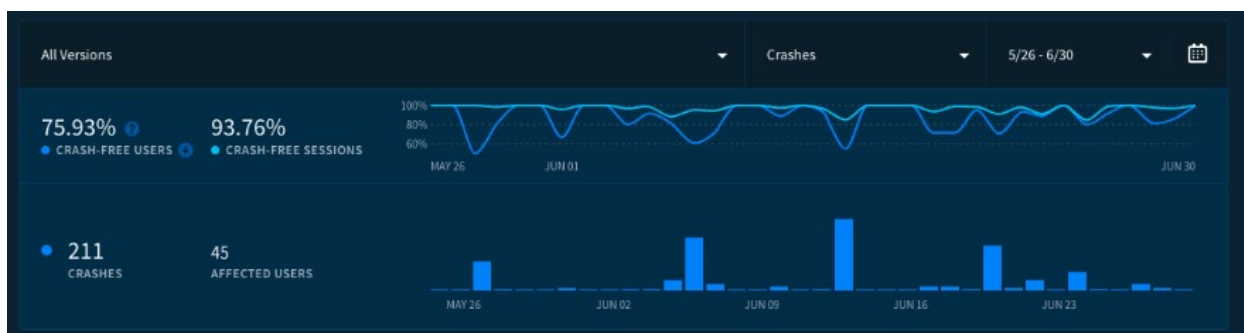 All Versions
Crashes
5/26 - 6/30
75.93% ?
93.76%
CRASH-FREE USERS
CRASH-FREE SESSIONS
100%
80%
60%
MAY 26
JUN 01
JUN 30
211
CRASHES
45
AFFECTED USERS
MAY 26
JUN 02
JUN 09
JUN 16
JUN 23